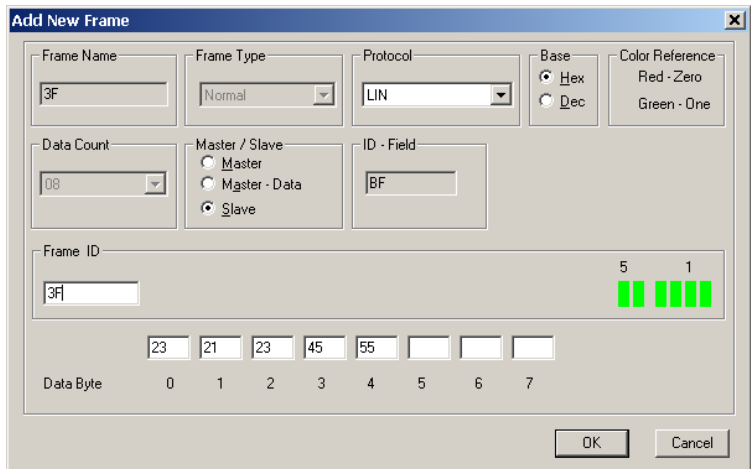 Add New Frame
Frame Name Frame Type Protocol Base Color Reference
3F Normal LIN Hex Red - Zero
Dec Green - One
Data Count Master / Slave ID - Field
08 Master BF
Master - Data
Slave
Frame ID
5 1
3F
23 21 23 45 55
Data Byte 0 1 2 3 4 5 6 7
OK Cancel